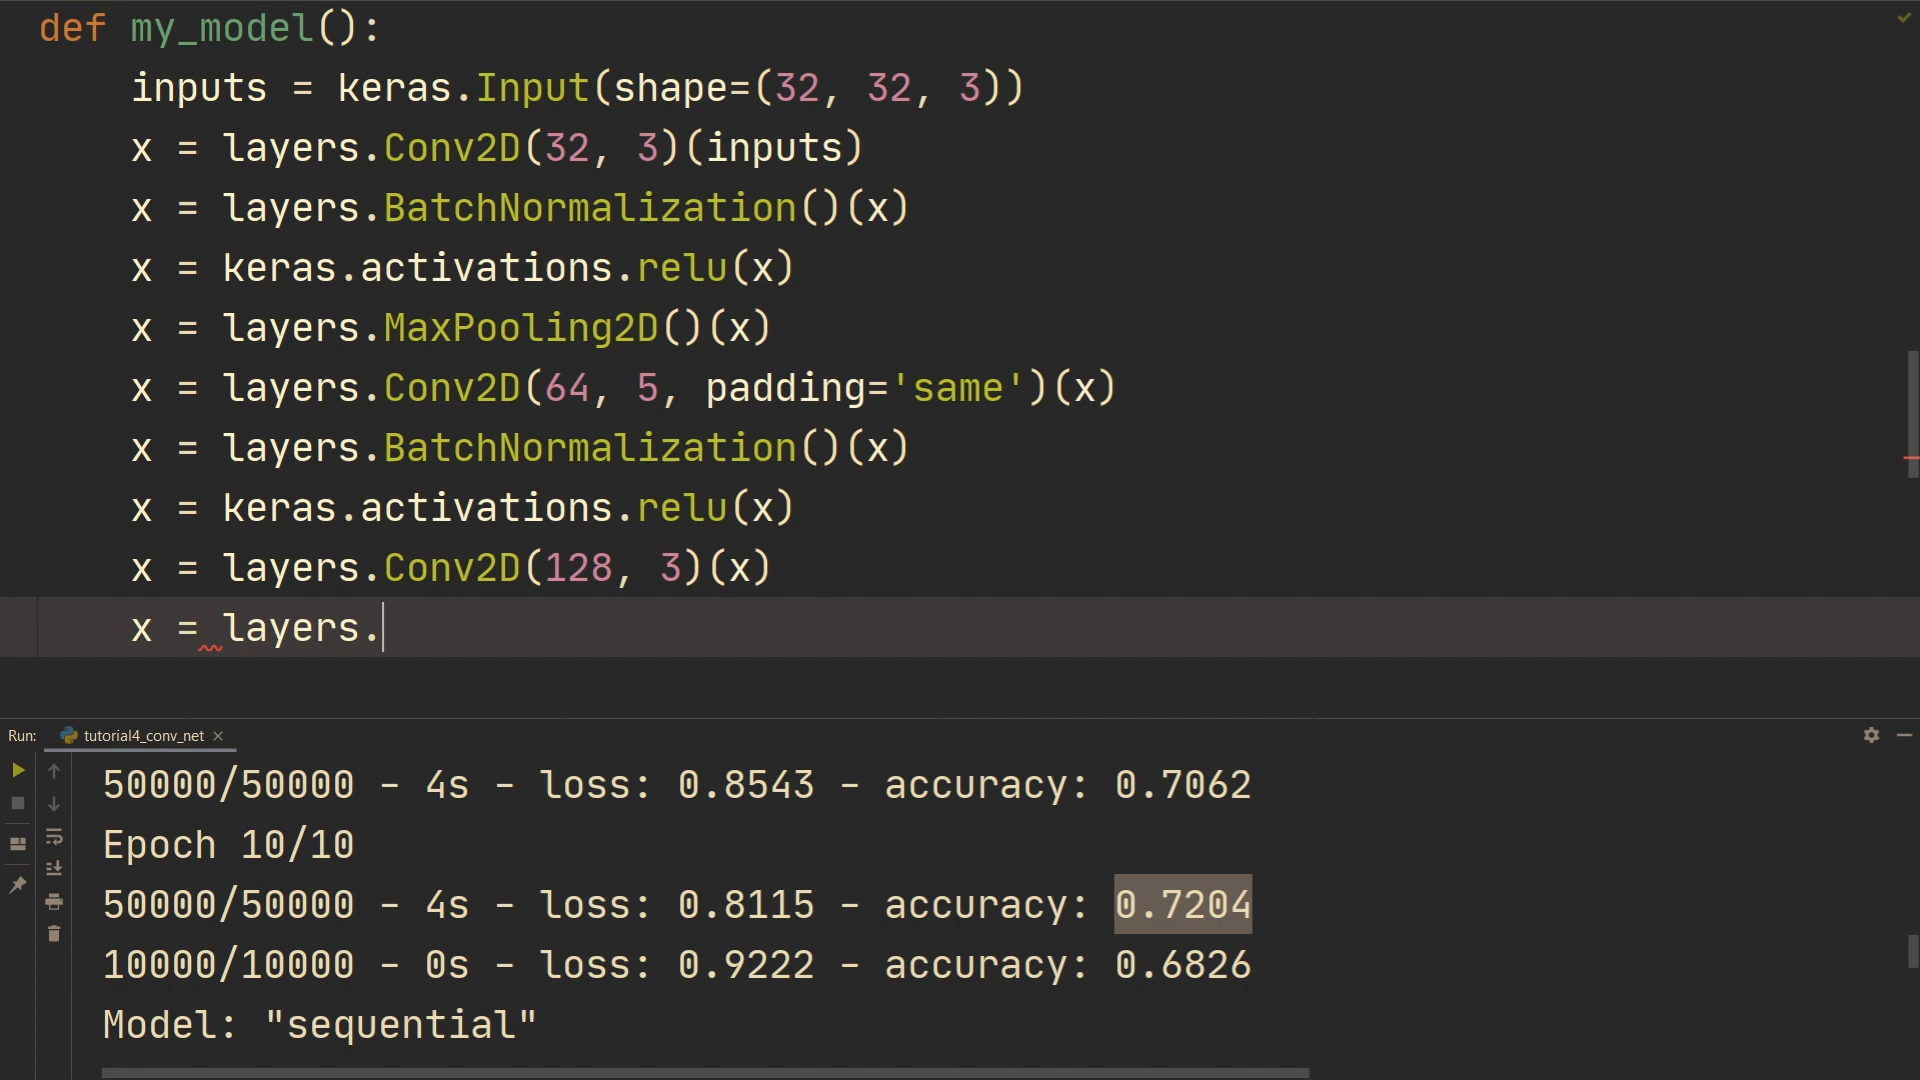 def my_model():
    inputs = keras.Input(shape=(32, 32, 3))
    x = layers.Conv2D(32, 3)(inputs)
    x = layers.BatchNormalization()(x)
    x = keras.activations.relu(x)
    x = layers.MaxPooling2D()(x)
    x = layers.Conv2D(64, 5, padding='same')(x)
    x = layers.BatchNormalization()(x)
    x = keras.activations.relu(x)
    x = layers.Conv2D(128, 3)(x)
    x = layers.
Run: tutorial4_conv_net
50000/50000 - 4s - loss: 0.8543 - accuracy: 0.7062
Epoch 10/10
50000/50000 - 4s - loss: 0.8115 - accuracy: 0.7204
10000/10000 - 0s - loss: 0.9222 - accuracy: 0.6826
Model: "sequential"